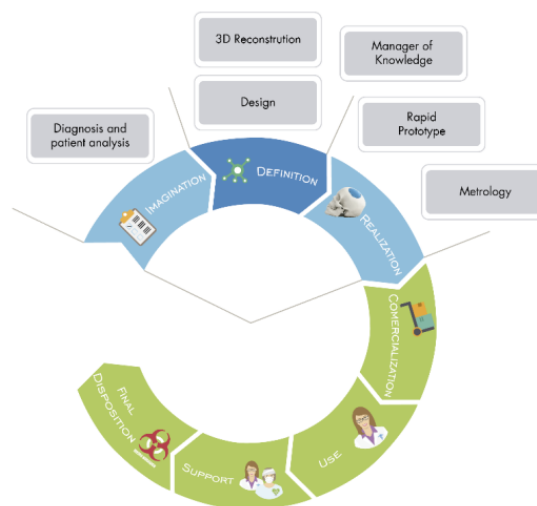 3D Reconstrution
Manager of
Knowledge
Design
Diagnosis and
patient analysis
Rapid
Prototype
Metrology
IMAGINATION
DEFINITION
REALIZATION
COMERCIALIZATION
USE
SUPPORT
FINAL
DISPOSITION